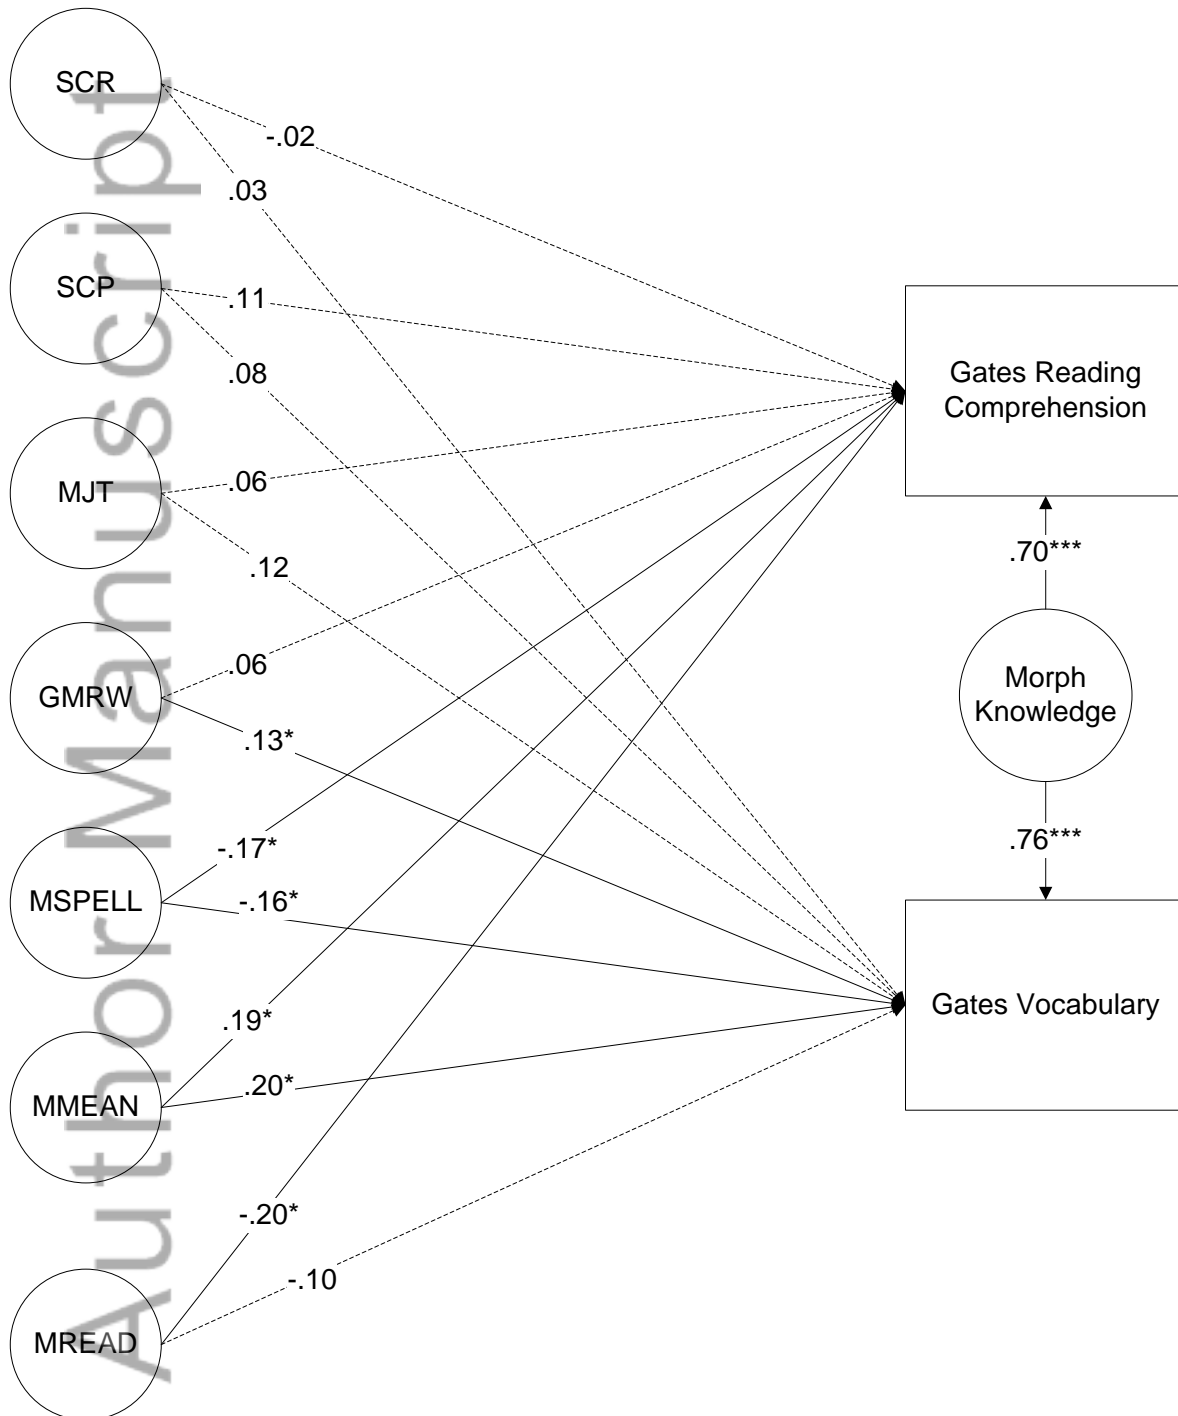 SCR
-.02
.03
SCP
.11
.08
Gates Reading
Comprehension
MJT
.06
.12
.70***
GMRW
.06
.13*
Morph
Knowledge
MSPELL
-.17*
-.16*
.76***
Gates Vocabulary
MMEAN
.19*
.20*
MREAD
-.20*
-.10
Author Manuscript